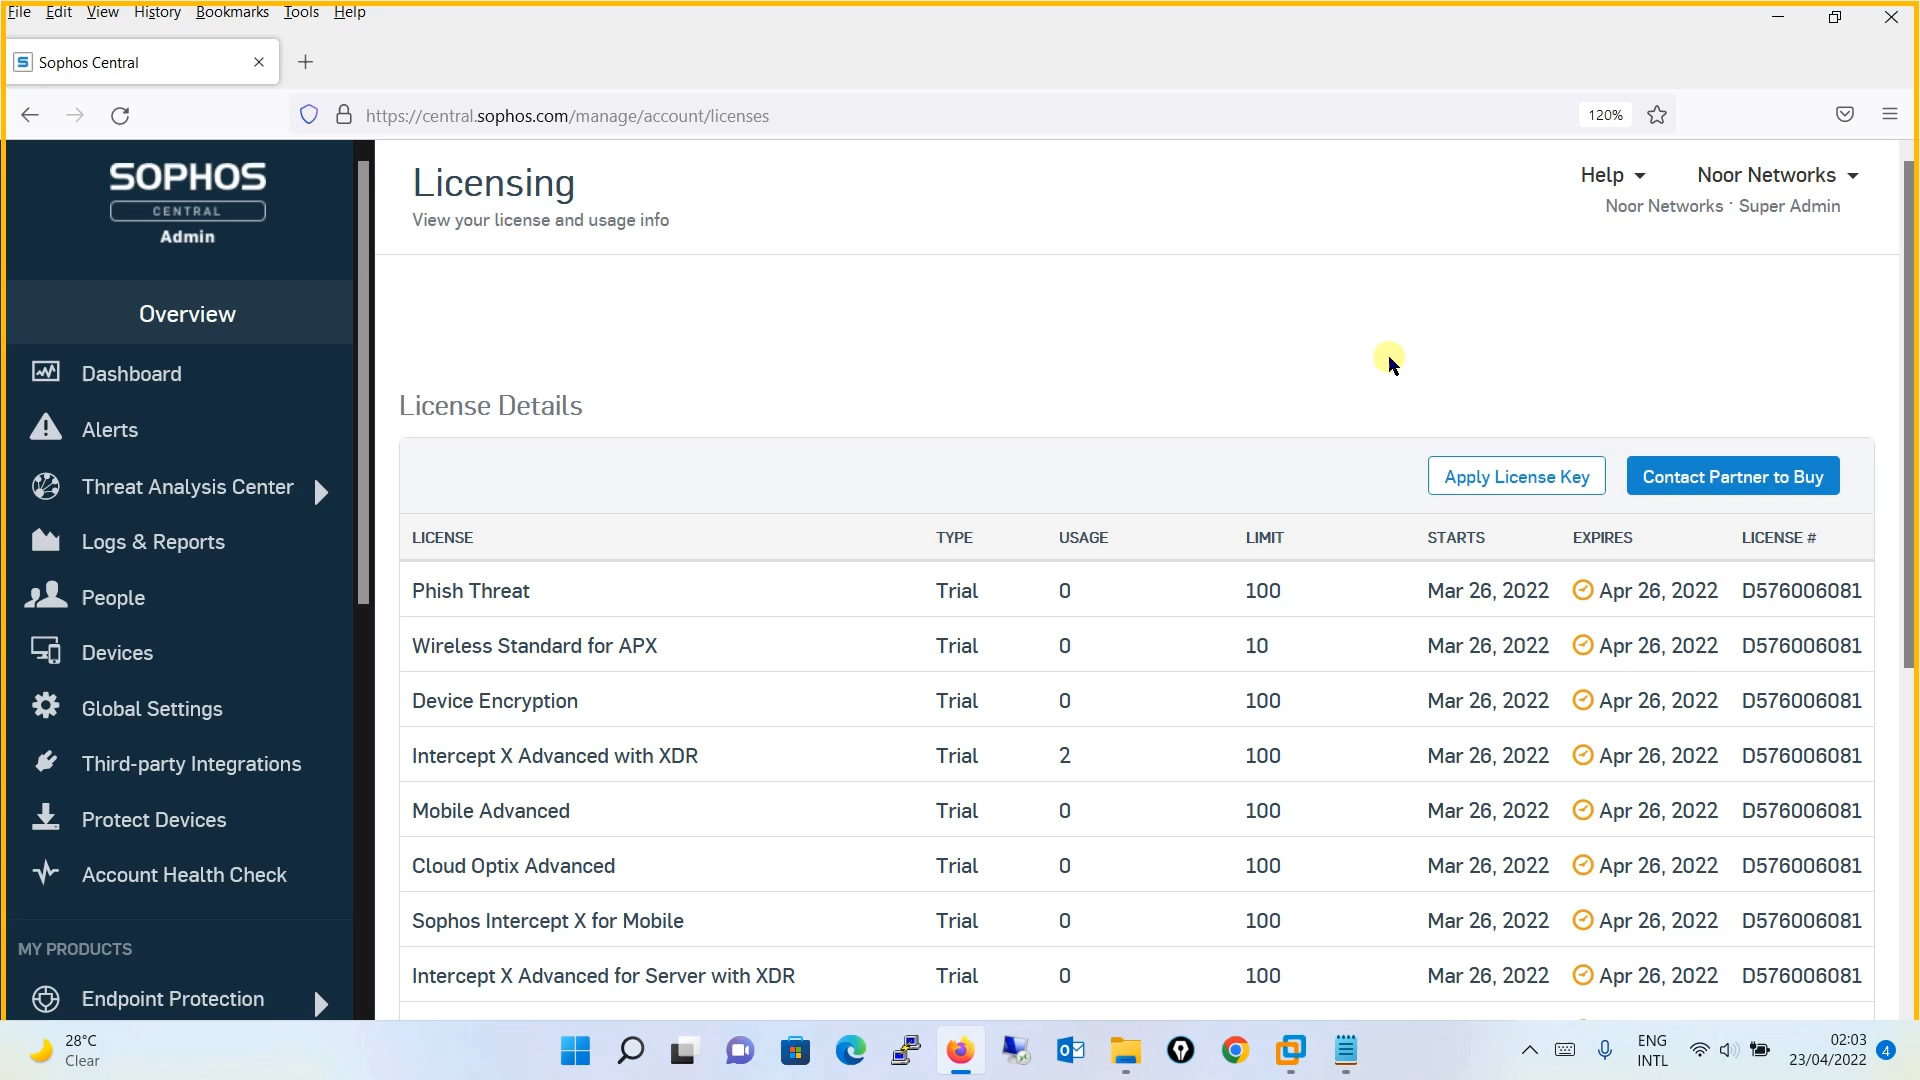 File Edit View History Bookmarks Tools Help
S Sophos Central
https://central.sophos.com/manage/account/licenses 120%
SOPHOS
CENTRAL
Admin
Overview
Dashboard
Alerts
Threat Analysis Center
Logs & Reports
People
Devices
Global Settings
Third-party Integrations
Protect Devices
Account Health Check
MY PRODUCTS
Endpoint Protection
Licensing
View your license and usage info
Help Noor Networks
Noor Networks · Super Admin
License Details
Apply License Key Contact Partner to Buy
LICENSE TYPE USAGE LIMIT STARTS EXPIRES LICENSE #
Phish Threat Trial 0 100 Mar 26, 2022 Apr 26, 2022 D576006081
Wireless Standard for APX Trial 0 10 Mar 26, 2022 Apr 26, 2022 D576006081
Device Encryption Trial 0 100 Mar 26, 2022 Apr 26, 2022 D576006081
Intercept X Advanced with XDR Trial 2 100 Mar 26, 2022 Apr 26, 2022 D576006081
Mobile Advanced Trial 0 100 Mar 26, 2022 Apr 26, 2022 D576006081
Cloud Optix Advanced Trial 0 100 Mar 26, 2022 Apr 26, 2022 D576006081
Sophos Intercept X for Mobile Trial 0 100 Mar 26, 2022 Apr 26, 2022 D576006081
Intercept X Advanced for Server with XDR Trial 0 100 Mar 26, 2022 Apr 26, 2022 D576006081
28°C
Clear
ENG
INTL
02:03
23/04/2022
4